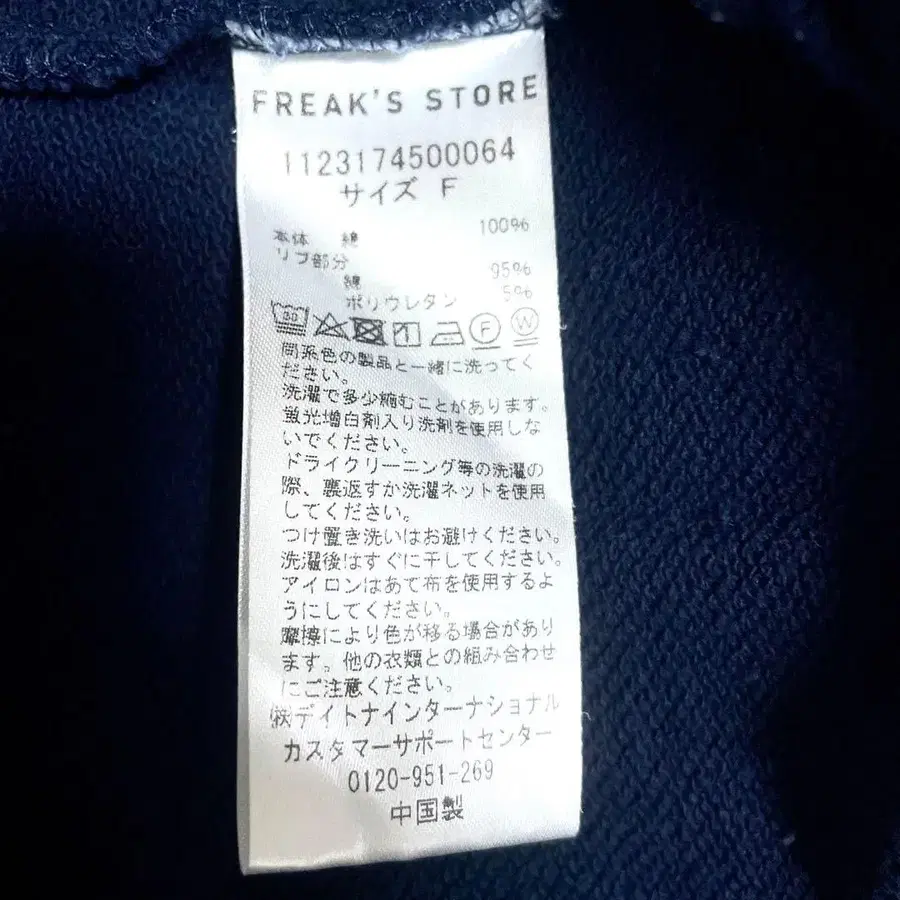 FREAK'S STORE
1123174500064
サイズ F
本体 綿 100%
リブ部分
綿 95%
ポリウレタン 5%
30
F
W
同系色の製品と一緒に洗ってく
ださい。
洗濯で多少縮むことがあります。
蛍光増白剤入り洗剤を使用しな
いでください。
ドライクリーニング等の洗濯の
際、裏返すか洗濯ネットを使用
してください。
つけ置き洗いはお避けください。
洗濯後はすぐに干してください。
アイロンはあて布を使用するよ
うにしてください。
摩擦により色が移る場合があり
ます。他の衣類との組み合わせ
にご注意ください。
㈱デイトナインターナショナル
カスタマーサポートセンター
0120-951-269
中国製